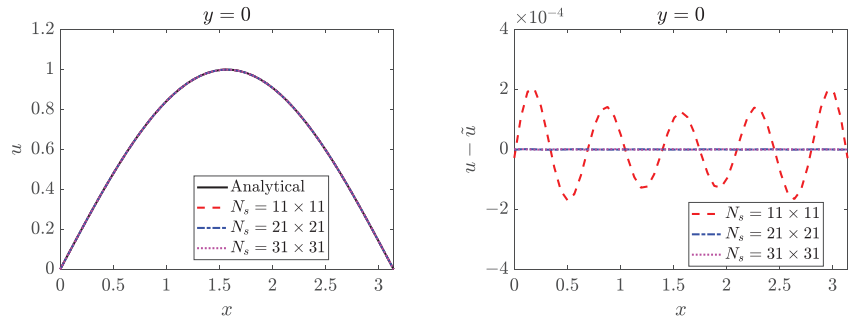 y = 0
1.2
1
0.8
0.6
0.4
0.2
0
u
Analytical
N_s = 11 × 11
N_s = 21 × 21
N_s = 31 × 31
0 0.5 1 1.5 2 2.5 3
x
y = 0
×10⁻⁴
4
2
0
−2
−4
u − ũ
N_s = 11 × 11
N_s = 21 × 21
N_s = 31 × 31
0 0.5 1 1.5 2 2.5 3
x